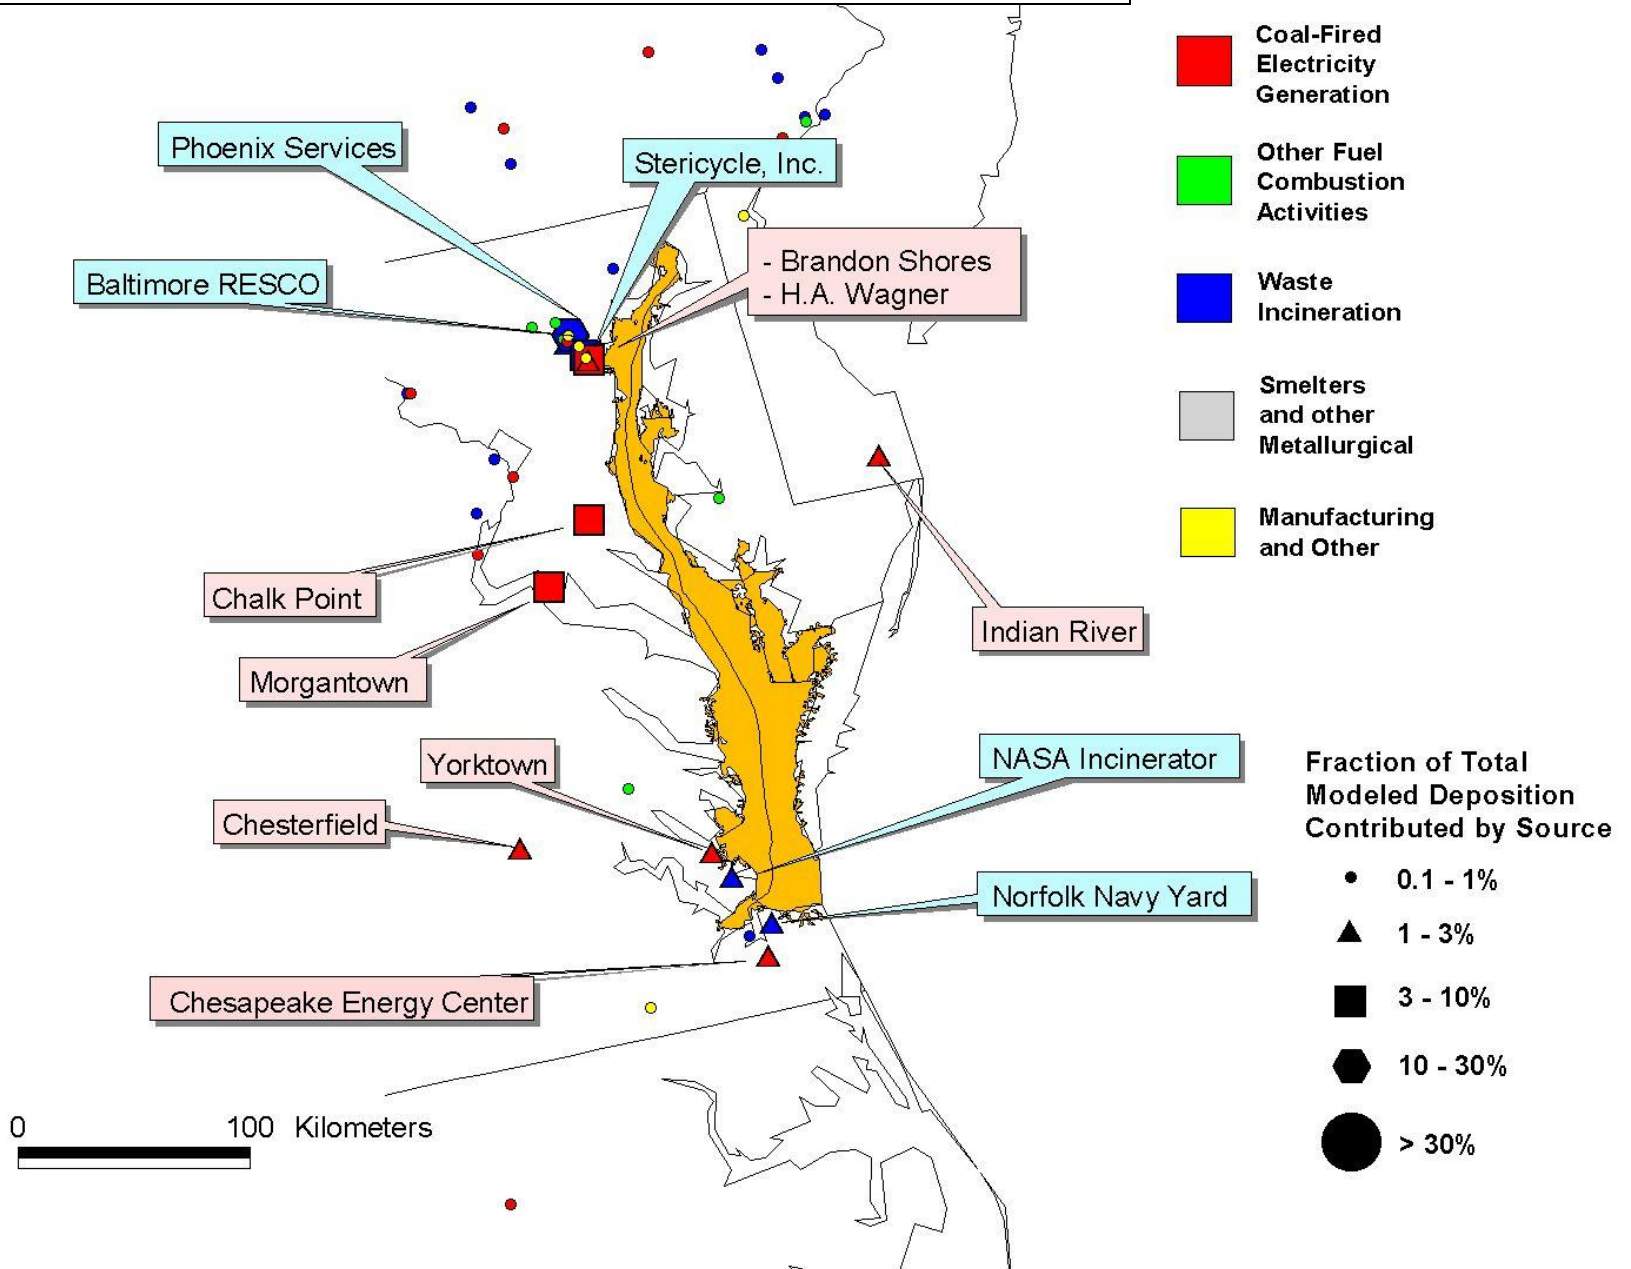 Coal-Fired
Electricity
Generation
Phoenix Services
Stericycle, Inc.
Other Fuel
Combustion
Activities
- Brandon Shores
- H.A. Wagner
Baltimore RESCO
Waste
Incineration
Smelters
and other
Metallurgical
Manufacturing
and Other
Chalk Point
Indian River
Morgantown
Yorktown
NASA Incinerator
Chesterfield
Norfolk Navy Yard
Chesapeake Energy Center
Fraction of Total
Modeled Deposition
Contributed by Source
0.1 - 1%
1 - 3%
3 - 10%
10 - 30%
> 30%
0 100 Kilometers